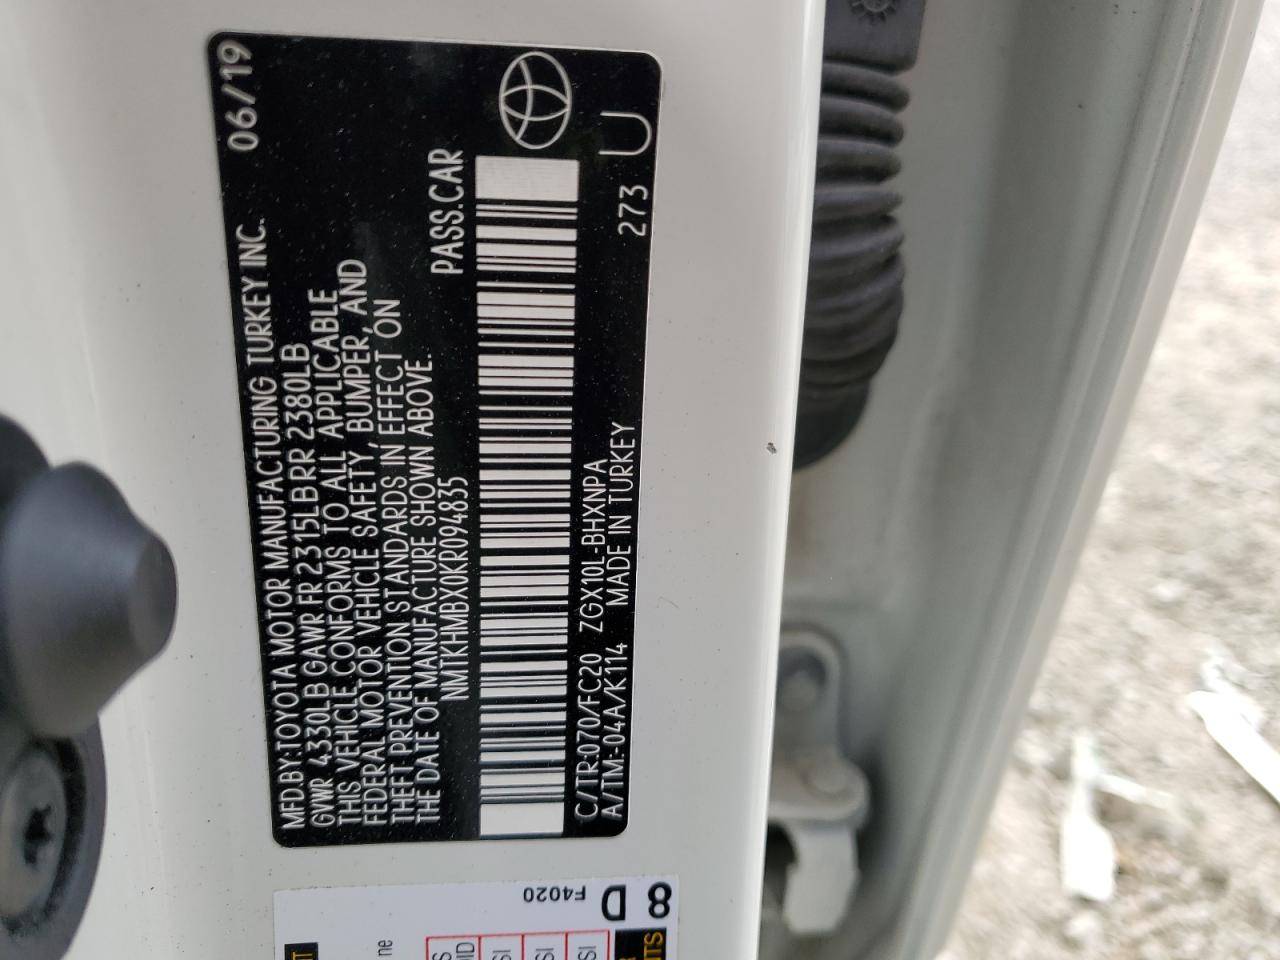 MFD.BY:TOYOTA MOTOR MANUFACTURING TURKEY INC. 06/19
GVWR 4330LB GAWR FR 2315LB RR 2380LB
THIS VEHICLE CONFORMS TO ALL APPLICABLE
FEDERAL MOTOR VEHICLE SAFETY, BUMPER, AND
THEFT PREVENTION STANDARDS IN EFFECT ON
THE DATE OF MANUFACTURE SHOWN ABOVE.
NMTKHMBX0KR094835 PASS.CAR
C/TR:070/FC20 ZGX10L-BHXNPA
A/TM:-04A/K114 MADE IN TURKEY 273 U
F4020
8 D